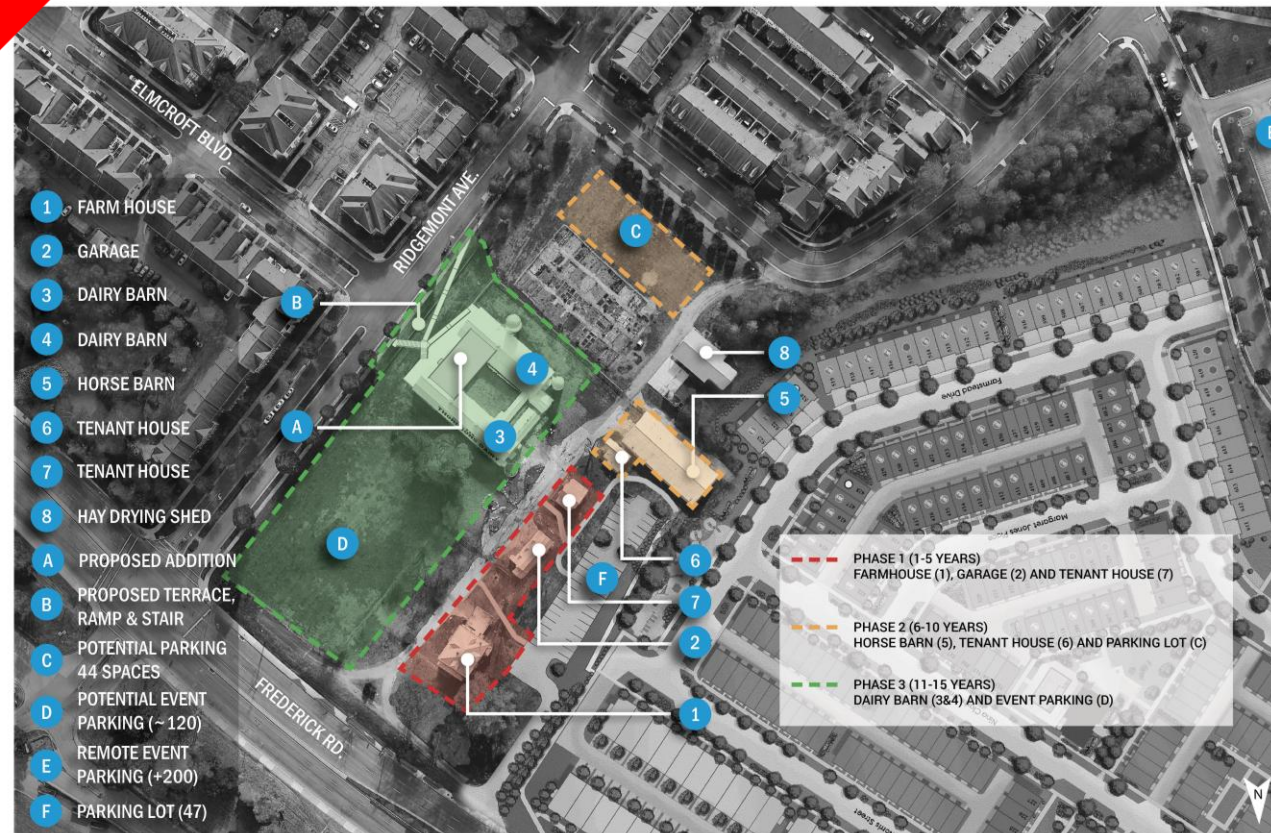 ELMCROFT BLVD.
RIDGEMONT AVE.
FREDERICK RD.
1 FARM HOUSE
2 GARAGE
3 DAIRY BARN
4 DAIRY BARN
5 HORSE BARN
6 TENANT HOUSE
7 TENANT HOUSE
8 HAY DRYING SHED
A PROPOSED ADDITION
B PROPOSED TERRACE,
RAMP & STAIR
C POTENTIAL PARKING
44 SPACES
D POTENTIAL EVENT
PARKING (~120)
E REMOTE EVENT
PARKING (+200)
F PARKING LOT (47)
C
B
4
8
5
A
3
D
6
F
7
2
1
Farmstead Drive
Margaret Jones
PHASE 1 (1-5 YEARS)
FARMHOUSE (1), GARAGE (2) AND TENANT HOUSE (7)
PHASE 2 (6-10 YEARS)
HORSE BARN (5), TENANT HOUSE (6) AND PARKING LOT (C)
PHASE 3 (11-15 YEARS)
DAIRY BARN (3&4) AND EVENT PARKING (D)
N